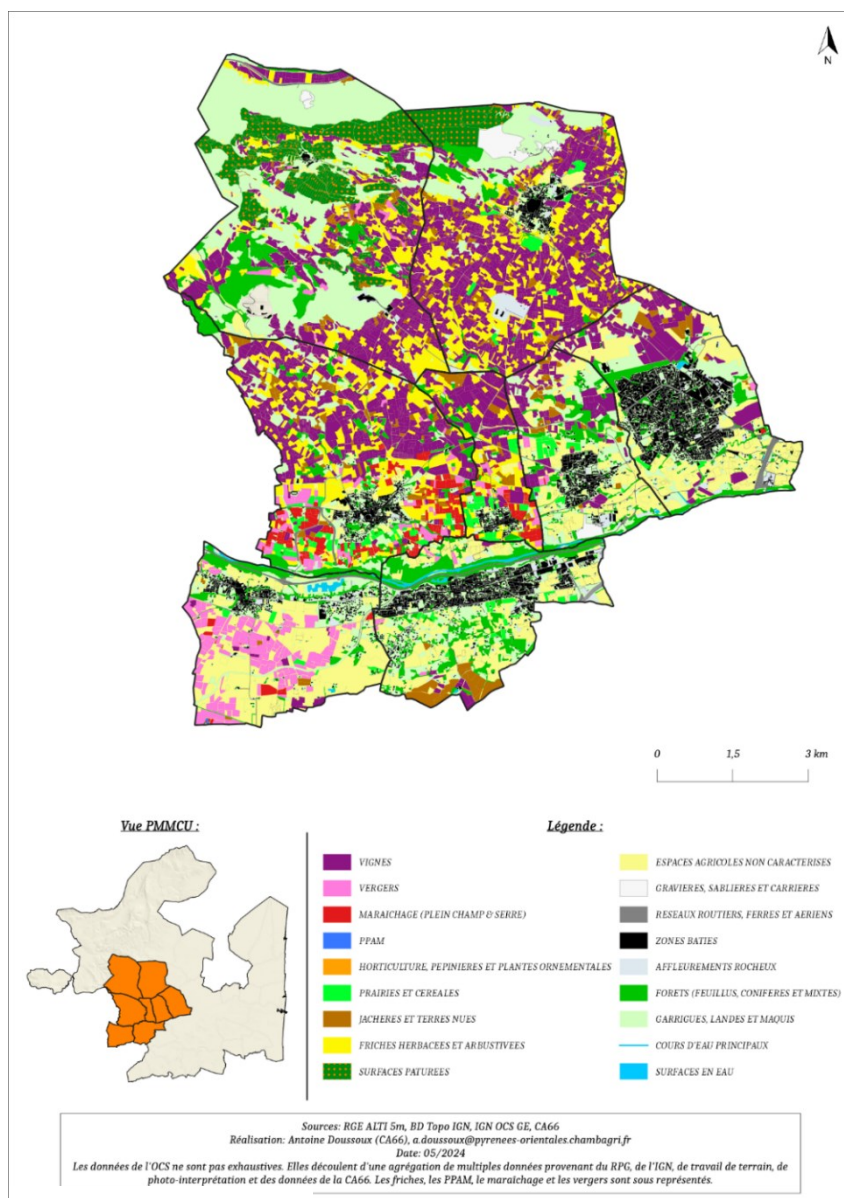 N
0 1,5 3 km
Vue PMMCU :
Légende :
VIGNES
VERGERS
MARAICHAGE (PLEIN CHAMP & SERRE)
PPAM
HORTICULTURE, PEPINIERES ET PLANTES ORNEMENTALES
PRAIRIES ET CEREALES
JACHERES ET TERRES NUES
FRICHES HERBACEES ET ARBUSTIVEES
SURFACES PATUREES
ESPACES AGRICOLES NON CARACTERISES
GRAVIERES, SABLIERES ET CARRIERES
RESEAUX ROUTIERS, FERRES ET AERIENS
ZONES BATIES
AFFLEUREMENTS ROCHEUX
FORETS (FEUILLUS, CONIFERES ET MIXTES)
GARRIGUES, LANDES ET MAQUIS
COURS D'EAU PRINCIPAUX
SURFACES EN EAU
Sources: RGE ALTI 5m, BD Topo IGN, IGN OCS GE, CA66
Réalisation: Antoine Doussoux (CA66), a.doussoux@pyrenees-orientales.chambagri.fr
Date: 05/2024
Les données de l'OCS ne sont pas exhaustives. Elles découlent d'une agrégation de multiples données provenant du RPG, de l'IGN, de travail de terrain, de
photo-interprétation et des données de la CA66. Les friches, les PPAM, le maraichage et les vergers sont sous représentés.